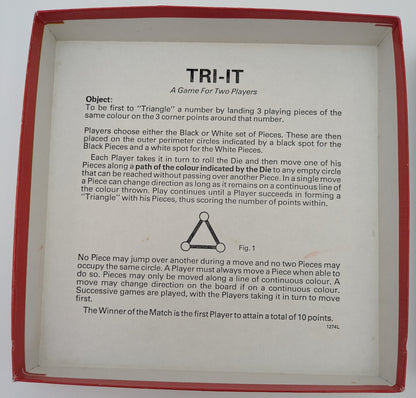 TRI-IT
A Game For Two Players
Object:
To be first to "Triangle" a number by landing 3 playing pieces of the
same colour on the 3 corner points around that number.
Players choose either the Black or White set of Pieces. These are then
placed on the outer perimeter circles indicated by a black spot for the
Black Pieces and a white spot for the White Pieces.
Each Player takes it in turn to roll the Die and then move one of his
Pieces along a path of the colour indicated by the Die to any empty circle
that can be reached without passing over another Piece. In a single move
a Piece can change direction as long as it remains on a continuous line of
the colour thrown. Play continues until a Player succeeds in forming a
"Triangle" with his Pieces, thus scoring the number of points within.
Fig. 1
No Piece may jump over another during a move and no two Pieces may
occupy the same circle. A Player must always move a Piece when able to
do so. Pieces may only be moved along a line of continuous colour. A
move may change direction on the board if on a continuous colour.
Successive games are played, with the Players taking it in turn to move
first.
The Winner of the Match is the first Player to attain a total of 10 points.
1274L